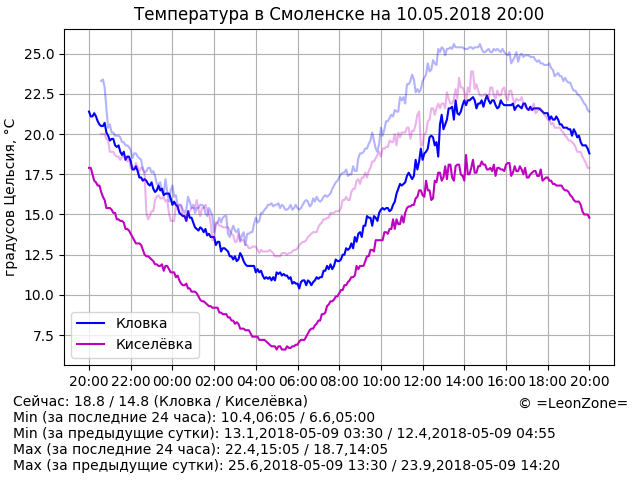 Температура в Смоленске на 10.05.2018 20:00
градусов Цельсия, °C
25.0
22.5
20.0
17.5
15.0
12.5
10.0
7.5
Кловка
Киселёвка
20:00 22:00 00:00 02:00 04:00 06:00 08:00 10:00 12:00 14:00 16:00 18:00 20:00
Сейчас: 18.8 / 14.8 (Кловка / Киселёвка)
© =LeonZone=
Min (за последние 24 часа): 10.4,06:05 / 6.6,05:00
Min (за предыдущие сутки): 13.1,2018-05-09 03:30 / 12.4,2018-05-09 04:55
Max (за последние 24 часа): 22.4,15:05 / 18.7,14:05
Max (за предыдущие сутки): 25.6,2018-05-09 13:30 / 23.9,2018-05-09 14:20